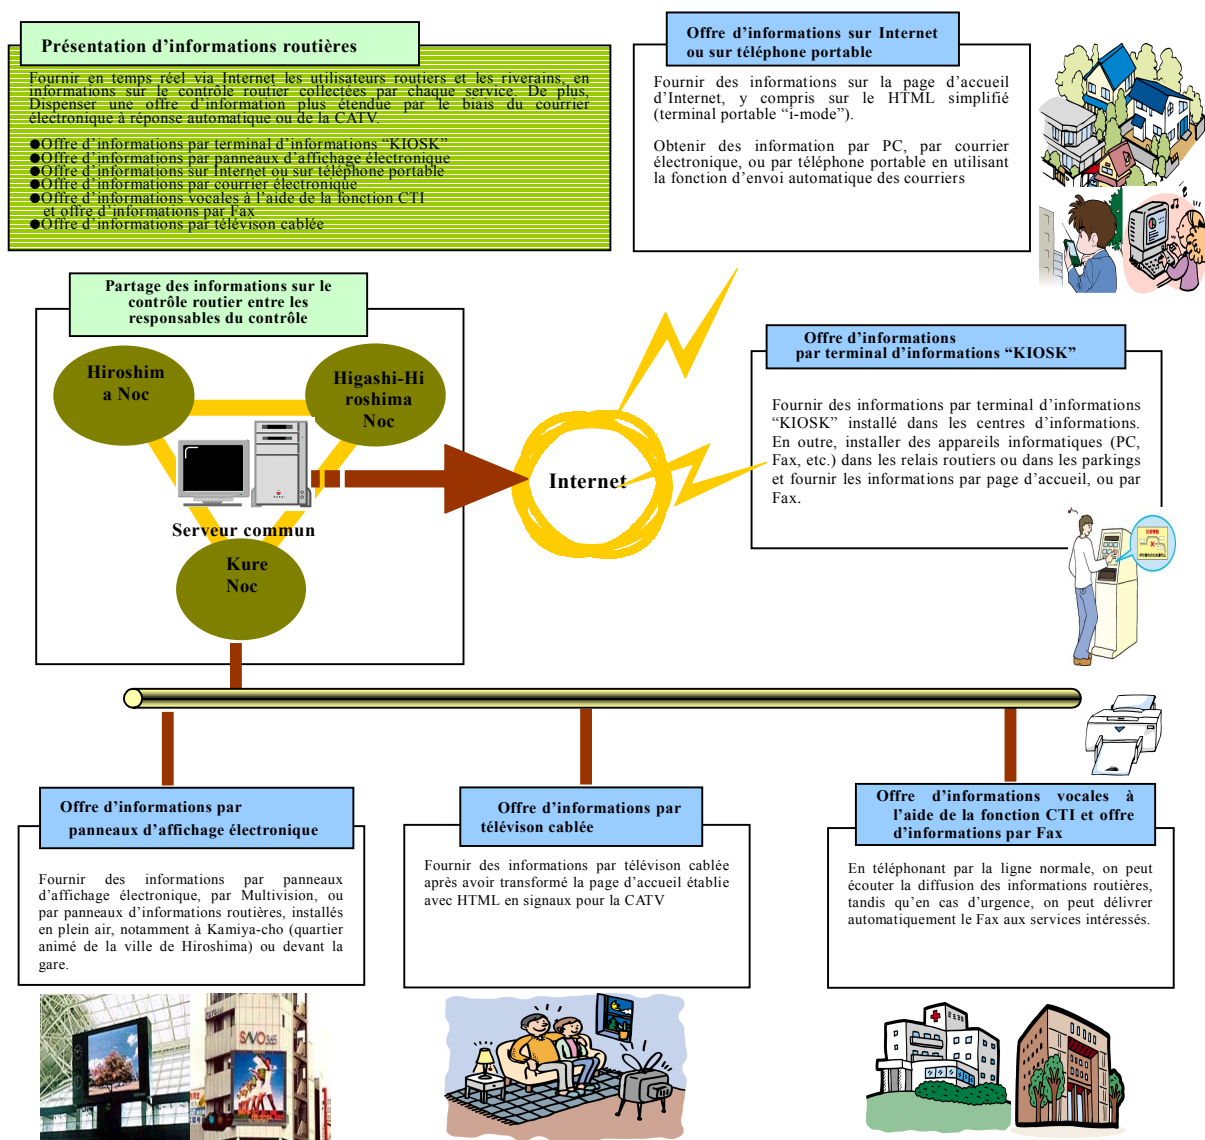 Présentation d'informations routières
Fournir en temps réel via Internet les utilisateurs routiers et les riverains, en
informations sur le contrôle routier collectées par chaque service. De plus,
Dispenser une offre d'information plus étendue par le biais du courrier
électronique à réponse automatique ou de la CATV.
●Offre d'informations par terminal d'informations “KIOSK”
●Offre d'informations par panneaux d'affichage électronique
●Offre d'informations sur Internet ou sur téléphone portable
●Offre d'informations par courrier électronique
●Offre d'informations vocales à l'aide de la fonction CTI
et offre d'informations par Fax
●Offre d'informations par télévison cablée
Offre d'informations sur Internet
ou sur téléphone portable
Fournir des informations sur la page d'accueil
d'Internet, y compris sur le HTML simplifié
(terminal portable “i-mode”).
Obtenir des information par PC, par courrier
électronique, ou par téléphone portable en utilisant
la fonction d'envoi automatique des courriers
Partage des informations sur le
contrôle routier entre les
responsables du contrôle
Hiroshim
a Noc
Higashi-Hi
roshima
Noc
Serveur commun
Kure
Noc
Internet
Offre d'informations
par terminal d'informations “KIOSK”
Fournir des informations par terminal d'informations
“KIOSK” installé dans les centres d'informations.
En outre, installer des appareils informatiques (PC,
Fax, etc.) dans les relais routiers ou dans les parkings
et fournir les informations par page d'accueil, ou par
Fax.
Offre d'informations par
panneaux d'affichage électronique
Fournir des informations par panneaux
d'affichage électronique, par Multivision, ou
par panneaux d'informations routières, installés
en plein air, notamment à Kamiya-cho (quartier
animé de la ville de Hiroshima) ou devant la
gare.
Offre d'informations par
télévison cablée
Fournir des informations par télévison cablée
après avoir transformé la page d'accueil établie
avec HTML en signaux pour la CATV
Offre d'informations vocales à
l'aide de la fonction CTI et offre
d'informations par Fax
En téléphonant par la ligne normale, on peut
écouter la diffusion des informations routières,
tandis qu'en cas d'urgence, on peut délivrer
automatiquement le Fax aux services intéressés.